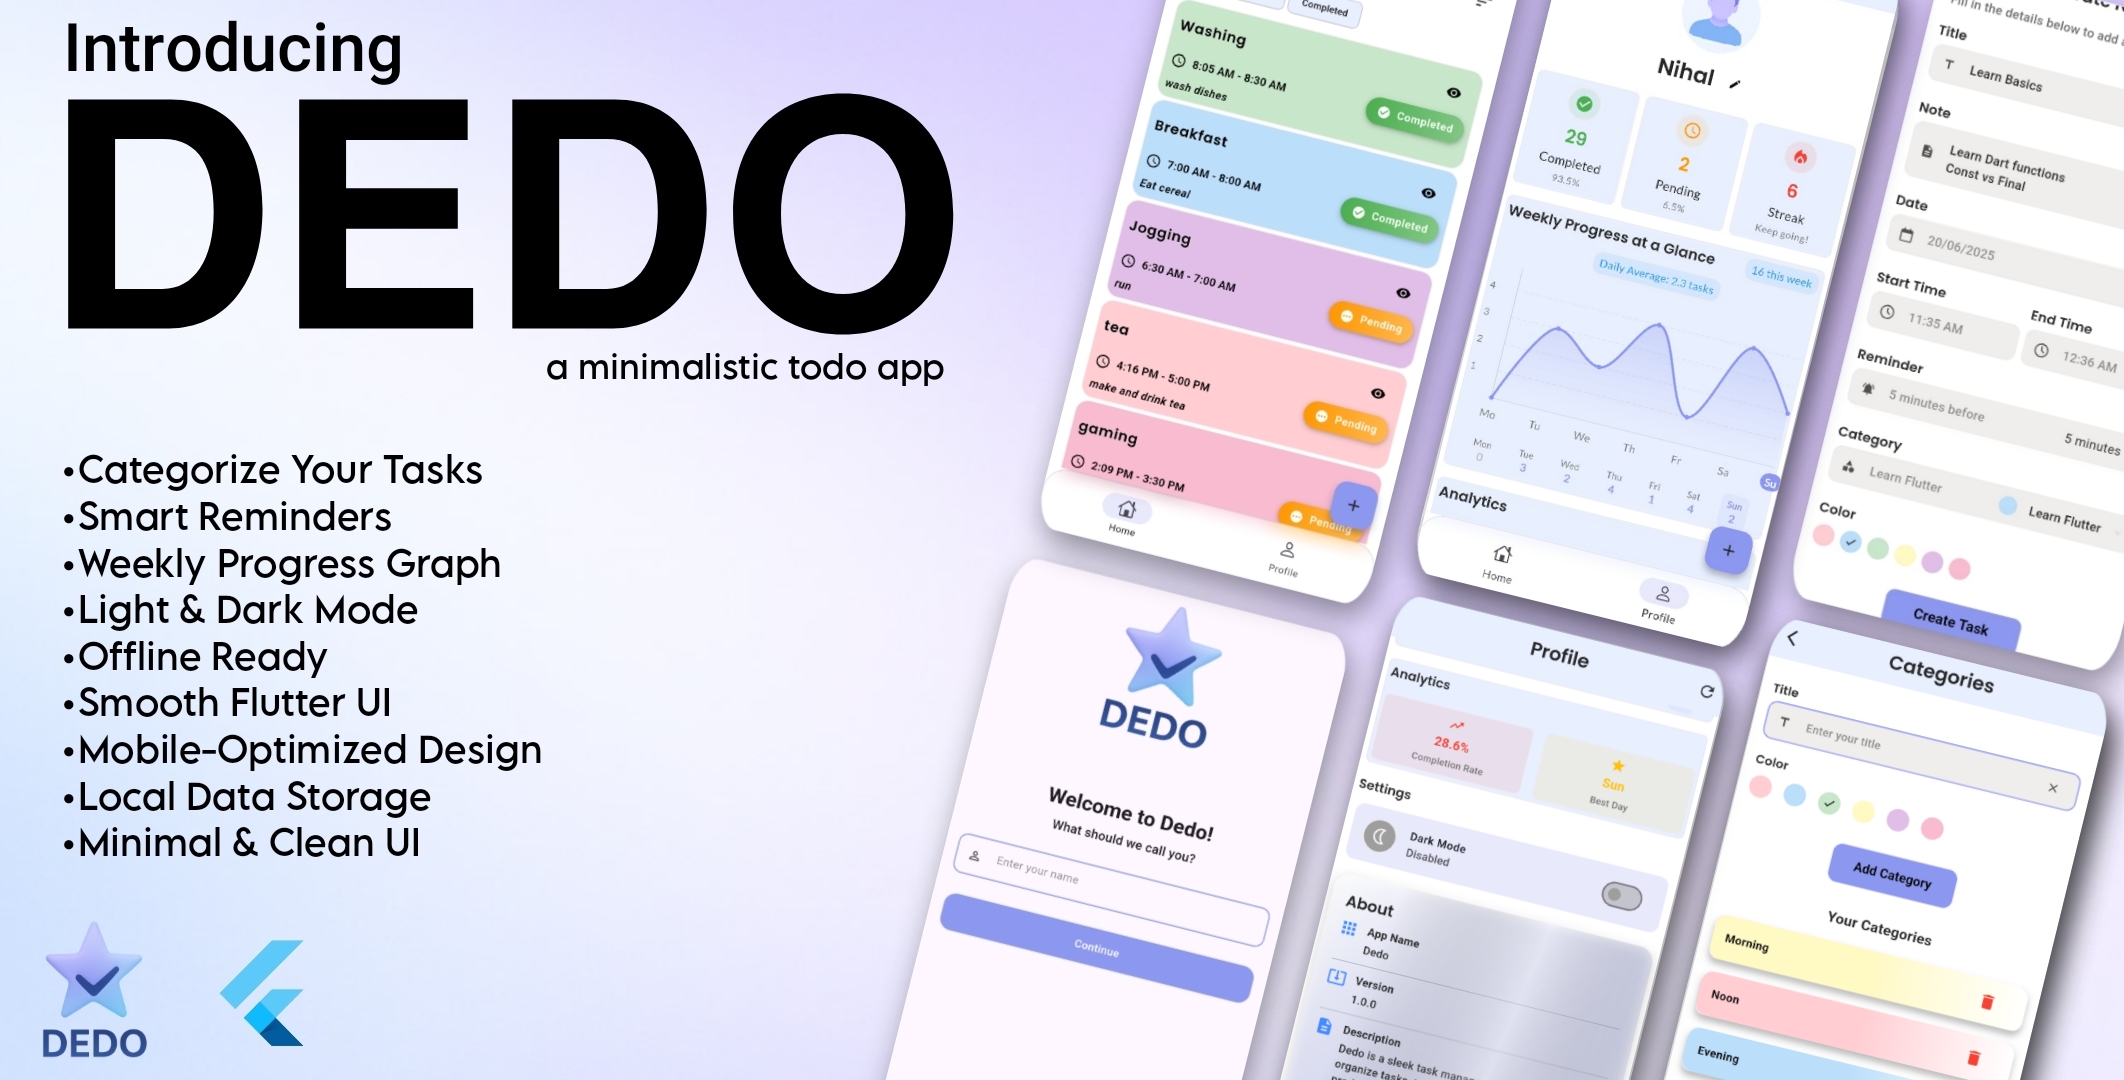 Introducing
DEDO
a minimalistic todo app
•Categorize Your Tasks
•Smart Reminders
•Weekly Progress Graph
•Light & Dark Mode
•Offline Ready
•Smooth Flutter UI
•Mobile-Optimized Design
•Local Data Storage
•Minimal & Clean UI
DEDO
Completed
Washing
8:05 AM - 8:30 AM
wash dishes
Completed
Breakfast
7:00 AM - 8:00 AM
Eat cereal
Completed
Jogging
6:30 AM - 7:00 AM
run
Pending
tea
4:16 PM - 5:00 PM
make and drink tea
Pending
gaming
2:09 PM - 3:30 PM
Pending
+
Home
Profile
Nihal
29
Completed
93.5%
2
Pending
6.5%
6
Streak
Keep going!
Weekly Progress at a Glance
Daily Average: 2.3 tasks
16 this week
4
3
2
1
Mo Tu We Th Fr Sa Su
Mon Tue Wed Thu Fri Sat Sun
0 3 2 4 1 4 2
Analytics
+
Home
Profile
Fill in the details below to add
Title
T Learn Basics
Note
Learn Dart functions
Const vs Final
Date
20/06/2025
Start Time
End Time
11:35 AM
12:36 AM
Reminder
5 minutes before
5 minutes
Category
Learn Flutter
Learn Flutter
Color
Create Task
DEDO
Welcome to Dedo!
What should we call you?
Enter your name
Continue
Profile
Analytics
28.6%
Completion Rate
Sun
Best Day
Settings
Dark Mode
Disabled
About
App Name
Dedo
Version
1.0.0
Description
Dedo is a sleek task
organize
Categories
Title
T Enter your title
Color
Add Category
Your Categories
Morning
Noon
Evening